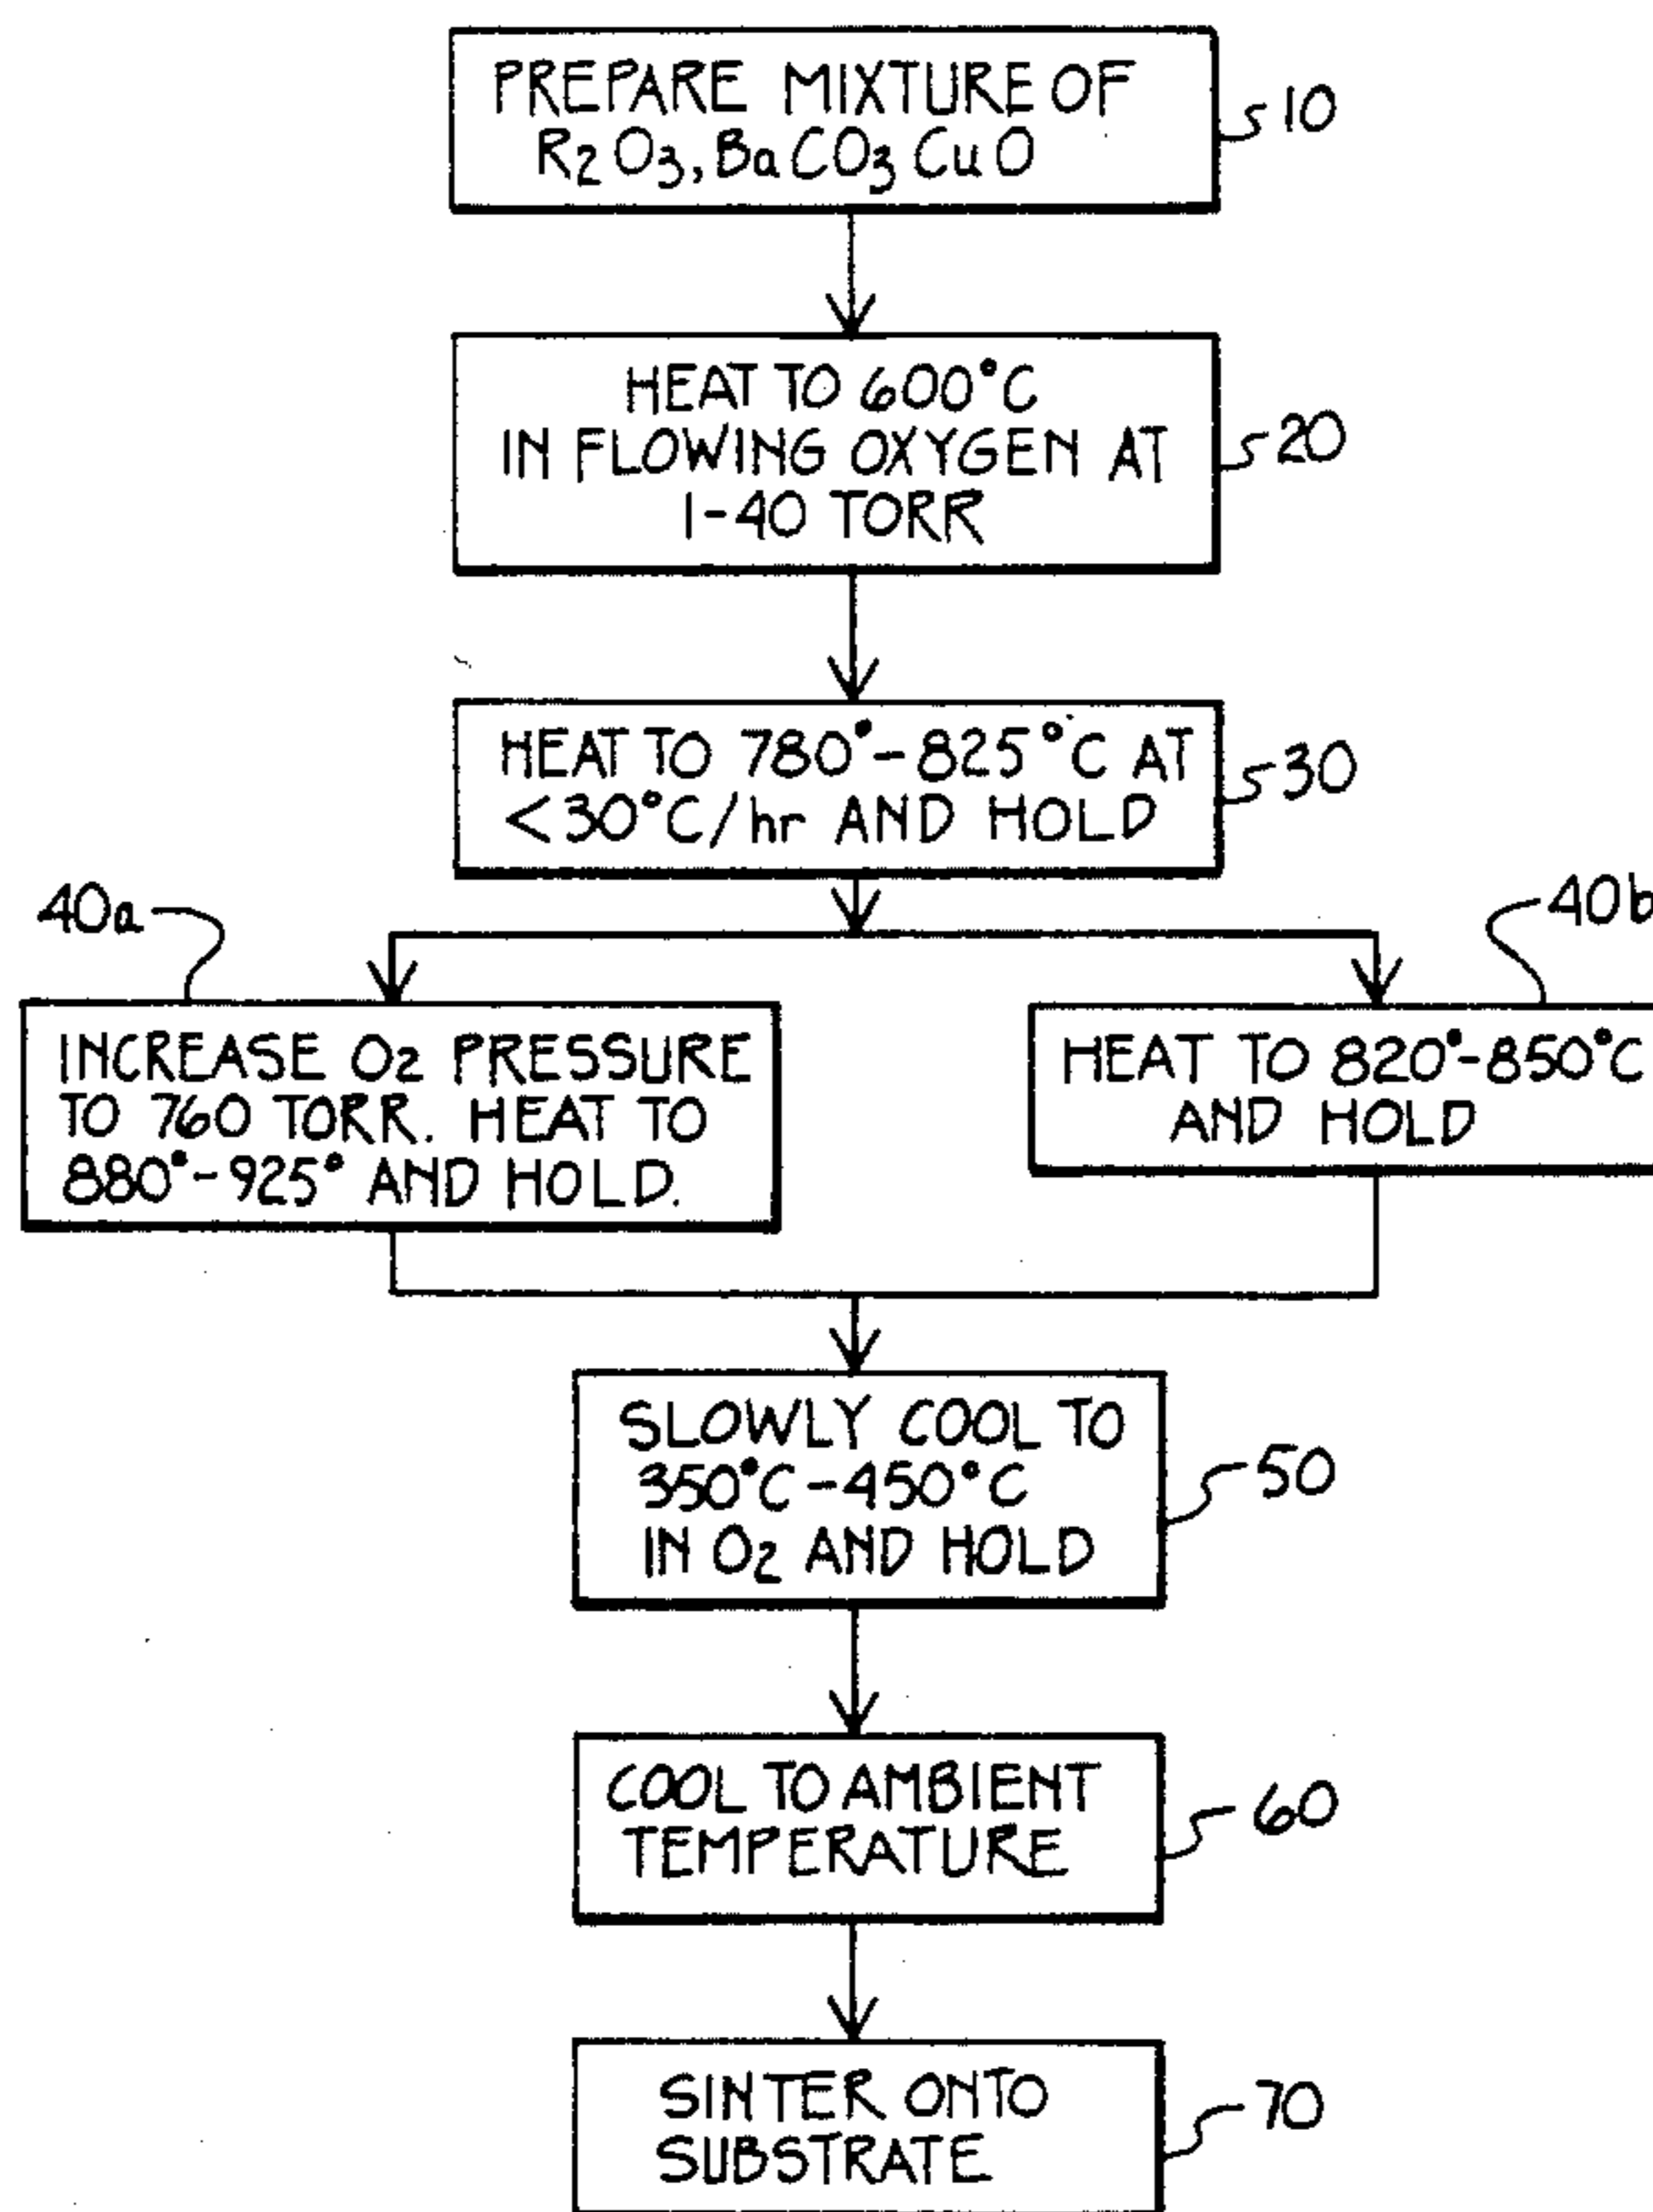 PREPARE MIXTURE OF
R2O3, BaCO3 CuO
10
HEAT TO 600°C
IN FLOWING OXYGEN AT
1-40 TORR
20
HEAT TO 780°-825°C AT
<30°C/hr AND HOLD
30
40a
40b
INCREASE O2 PRESSURE
TO 760 TORR. HEAT TO
880°-925° AND HOLD.
HEAT TO 820°-850°C
AND HOLD
SLOWLY COOL TO
350°C-450°C
IN O2 AND HOLD
50
COOL TO AMBIENT
TEMPERATURE
60
SINTER ONTO
SUBSTRATE
70